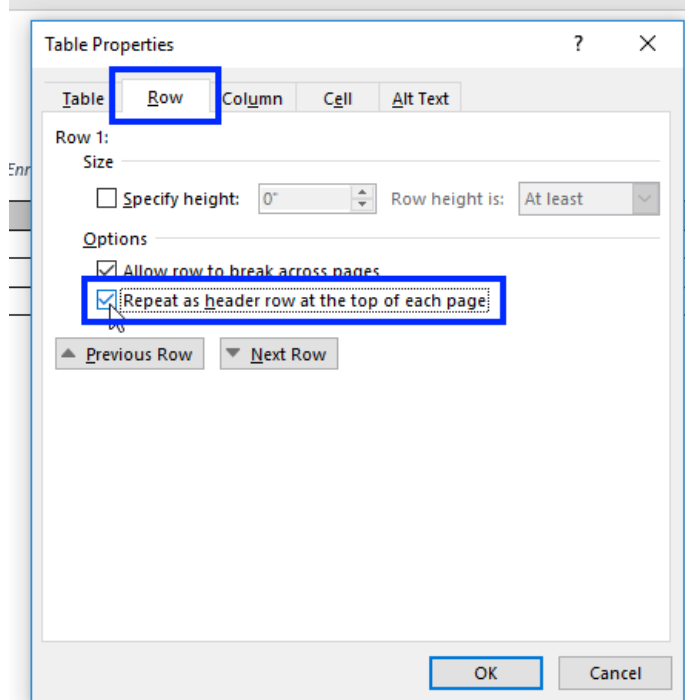 Table Properties ?
Table Row Column Cell Alt Text
Row 1:
Enr
Size
Specify height: 0" Row height is: At least
Options
Allow row to break across pages
Repeat as header row at the top of each page
Previous Row Next Row
OK Cancel